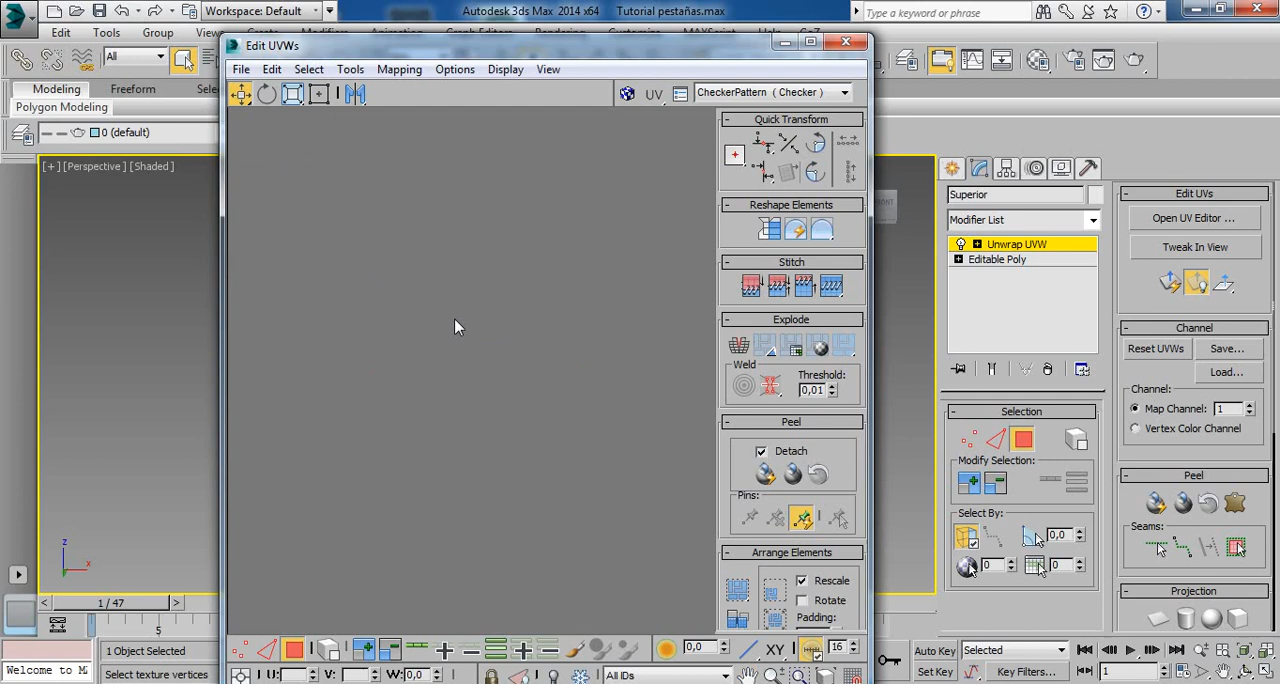 Workspace: Default
Autodesk 3ds Max 2014 x64 Tutorial pestañas.max
Type a keyword or phrase
Edit Tools Group
All
Modeling Freeform
Polygon Modeling
0 (default)
[+] [Perspective] [Shaded]
Edit UVWs
File Edit Select Tools Mapping Options Display View
UV CheckerPattern ( Checker )
Quick Transform
Reshape Elements
Stitch
Explode
Weld
Threshold:
0,01
Peel
Detach
Pins:
Arrange Elements
Rescale
Rotate
Padding:
0,0 XY 16
U: V: W: 0,0 All IDs
FRONT
Superior
Modifier List
Unwrap UVW
Editable Poly
Selection
Modify Selection:
Select By:
0,0
0 0
Edit UVs
Open UV Editor ...
Tweak In View
Channel
Reset UVWs Save...
Load...
Channel:
Map Channel: 1
Vertex Color Channel
Peel
Seams:
Projection
z
x
1 / 47
5
Welcome to M
1 Object Selected
Select texture vertices
Auto Key Selected
Set Key Key Filters... 1